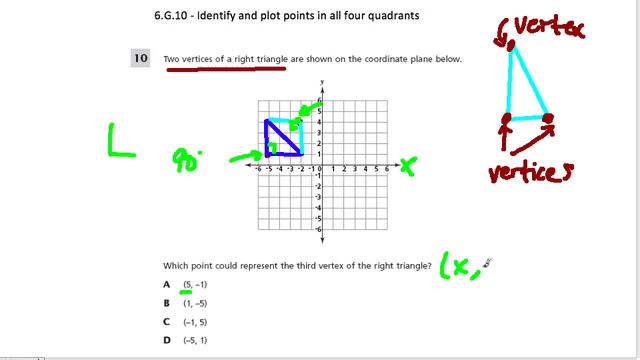 6.G.10 - Identify and plot points in all four quadrants
vertex
10 Two vertices of a right triangle are shown on the coordinate plane below.
y
6
5
4
3
2
1
-6 -5 -4 -3 -2 -1 0 1 2 3 4 5 6
x
-1
-2
-3
-4
-5
-6
90°
vertices
Which point could represent the third vertex of the right triangle?
(x,
A (5, -1)
B (1, -5)
C (-1, 5)
D (-5, 1)